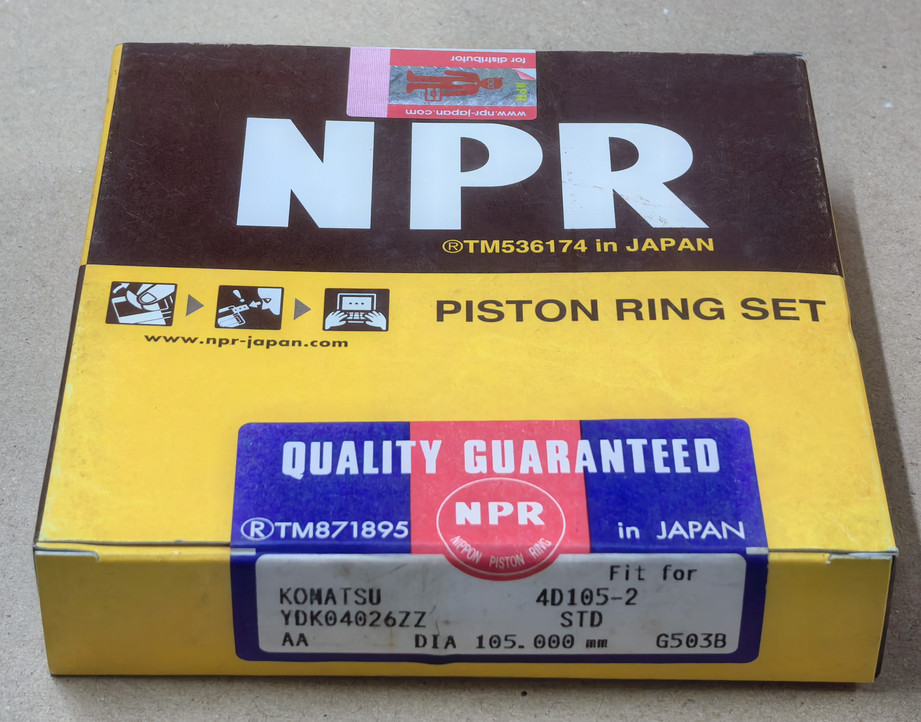 for distributor
www.npr-japan.com
NPR
®TM536174 in JAPAN
PISTON RING SET
www.npr-japan.com
QUALITY GUARANTEED
NPR
NIPPON PISTON RING
®TM871895
in JAPAN
Fit for
KOMATSU 4D105-2
YDK04026ZZ STD
AA DIA 105.000 mm G503B